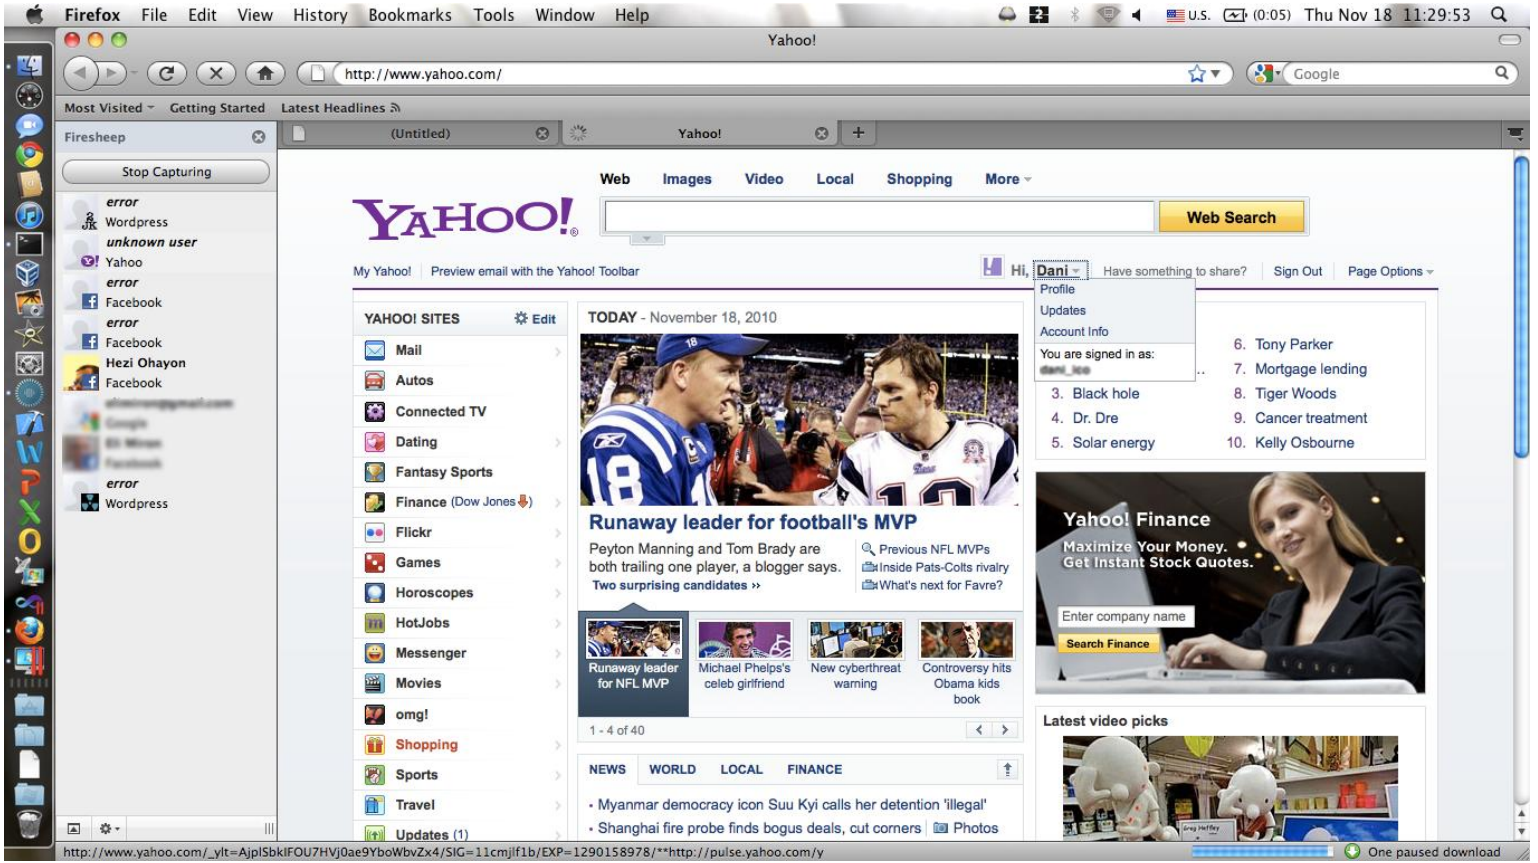 Firefox File Edit View History Bookmarks Tools Window Help 2 U.S. (0:05) Thu Nov 18 11:29:53
Yahoo!
http://www.yahoo.com/ Google
Most Visited Getting Started Latest Headlines
Firesheep
(Untitled) Yahoo! +
Stop Capturing
error
Wordpress
unknown user
Yahoo
error
Facebook
error
Facebook
Hezi Ohayon
Facebook
error
Wordpress
Web Images Video Local Shopping More
YAHOO!
Web Search
My Yahoo! Preview email with the Yahoo! Toolbar
Hi, Dani Have something to share? Sign Out Page Options
Profile
Updates
Account Info
You are signed in as:
YAHOO! SITES Edit
Mail
Autos
Connected TV
Dating
Fantasy Sports
Finance (Dow Jones)
Flickr
Games
Horoscopes
HotJobs
Messenger
Movies
omg!
Shopping
Sports
Travel
Updates (1)
TODAY - November 18, 2010
18
18
12
Runaway leader for football's MVP
Peyton Manning and Tom Brady are
both trailing one player, a blogger says.
Two surprising candidates ››
Previous NFL MVPs
Inside Pats-Colts rivalry
What's next for Favre?
Runaway leader
for NFL MVP
Michael Phelps's
celeb girlfriend
New cyberthreat
warning
Controversy hits
Obama kids
book
1 - 4 of 40
NEWS WORLD LOCAL FINANCE
• Myanmar democracy icon Suu Kyi calls her detention 'illegal'
• Shanghai fire probe finds bogus deals, cut corners Photos
..
3. Black hole
4. Dr. Dre
5. Solar energy
6. Tony Parker
7. Mortgage lending
8. Tiger Woods
9. Cancer treatment
10. Kelly Osbourne
Yahoo! Finance
Maximize Your Money.
Get Instant Stock Quotes.
Enter company name
Search Finance
Latest video picks
Greg Heffley
http://www.yahoo.com/_ylt=AjplSbkIFOU7HVj0ae9YboWbvZx4/SIG=11cmjlf1b/EXP=1290158978/**http://pulse.yahoo.com/y
One paused download